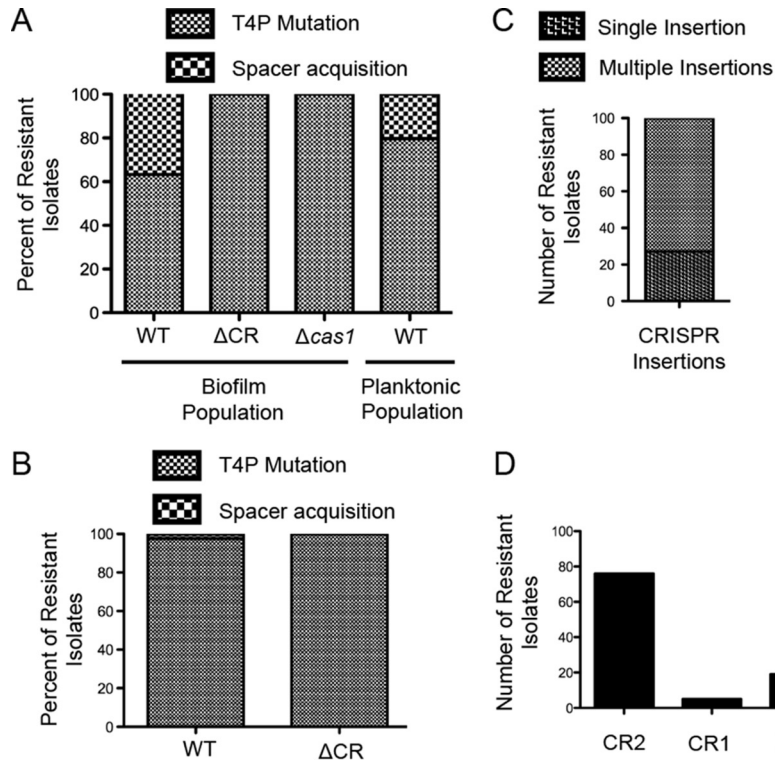 A
T4P Mutation
Spacer acquisition
Percent of Resistant
Isolates
100
80
60
40
20
0
WT
ΔCR
Δcas1
WT
Biofilm
Population
Planktonic
Population
B
T4P Mutation
Spacer acquisition
Percent of Resistant
Isolates
100
80
60
40
20
0
WT
ΔCR
C
Single Insertion
Multiple Insertions
Number of Resistant
Isolates
100
80
60
40
20
0
CRISPR
Insertions
D
Number of Resistant
Isolates
100
80
60
40
20
0
CR2
CR1